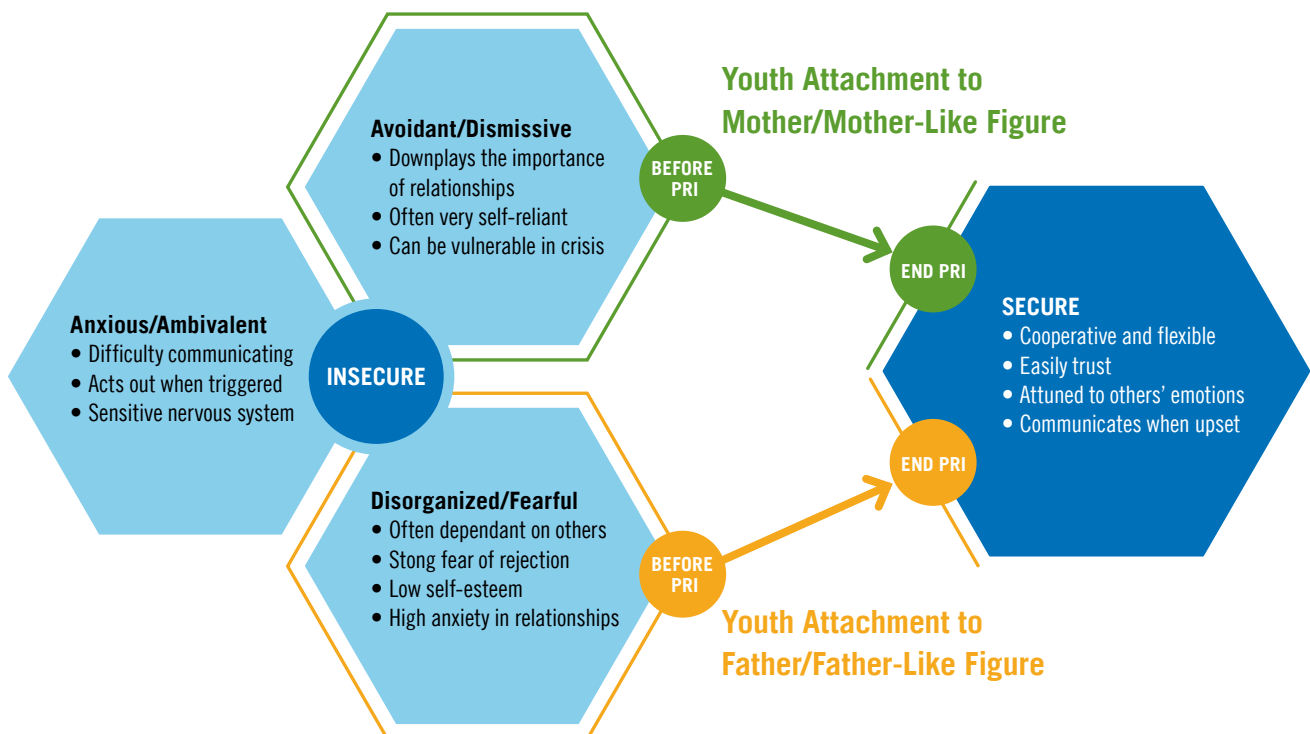 Youth Attachment to
Mother/Mother-Like Figure
Avoidant/Dismissive
• Downplays the importance
of relationships
• Often very self-reliant
• Can be vulnerable in crisis
BEFORE
PRI
END PRI
Anxious/Ambivalent
• Difficulty communicating
• Acts out when triggered
• Sensitive nervous system
INSECURE
SECURE
• Cooperative and flexible
• Easily trust
• Attuned to others’ emotions
• Communicates when upset
END PRI
Disorganized/Fearful
• Often dependant on others
• Stong fear of rejection
• Low self-esteem
• High anxiety in relationships
BEFORE
PRI
Youth Attachment to
Father/Father-Like Figure